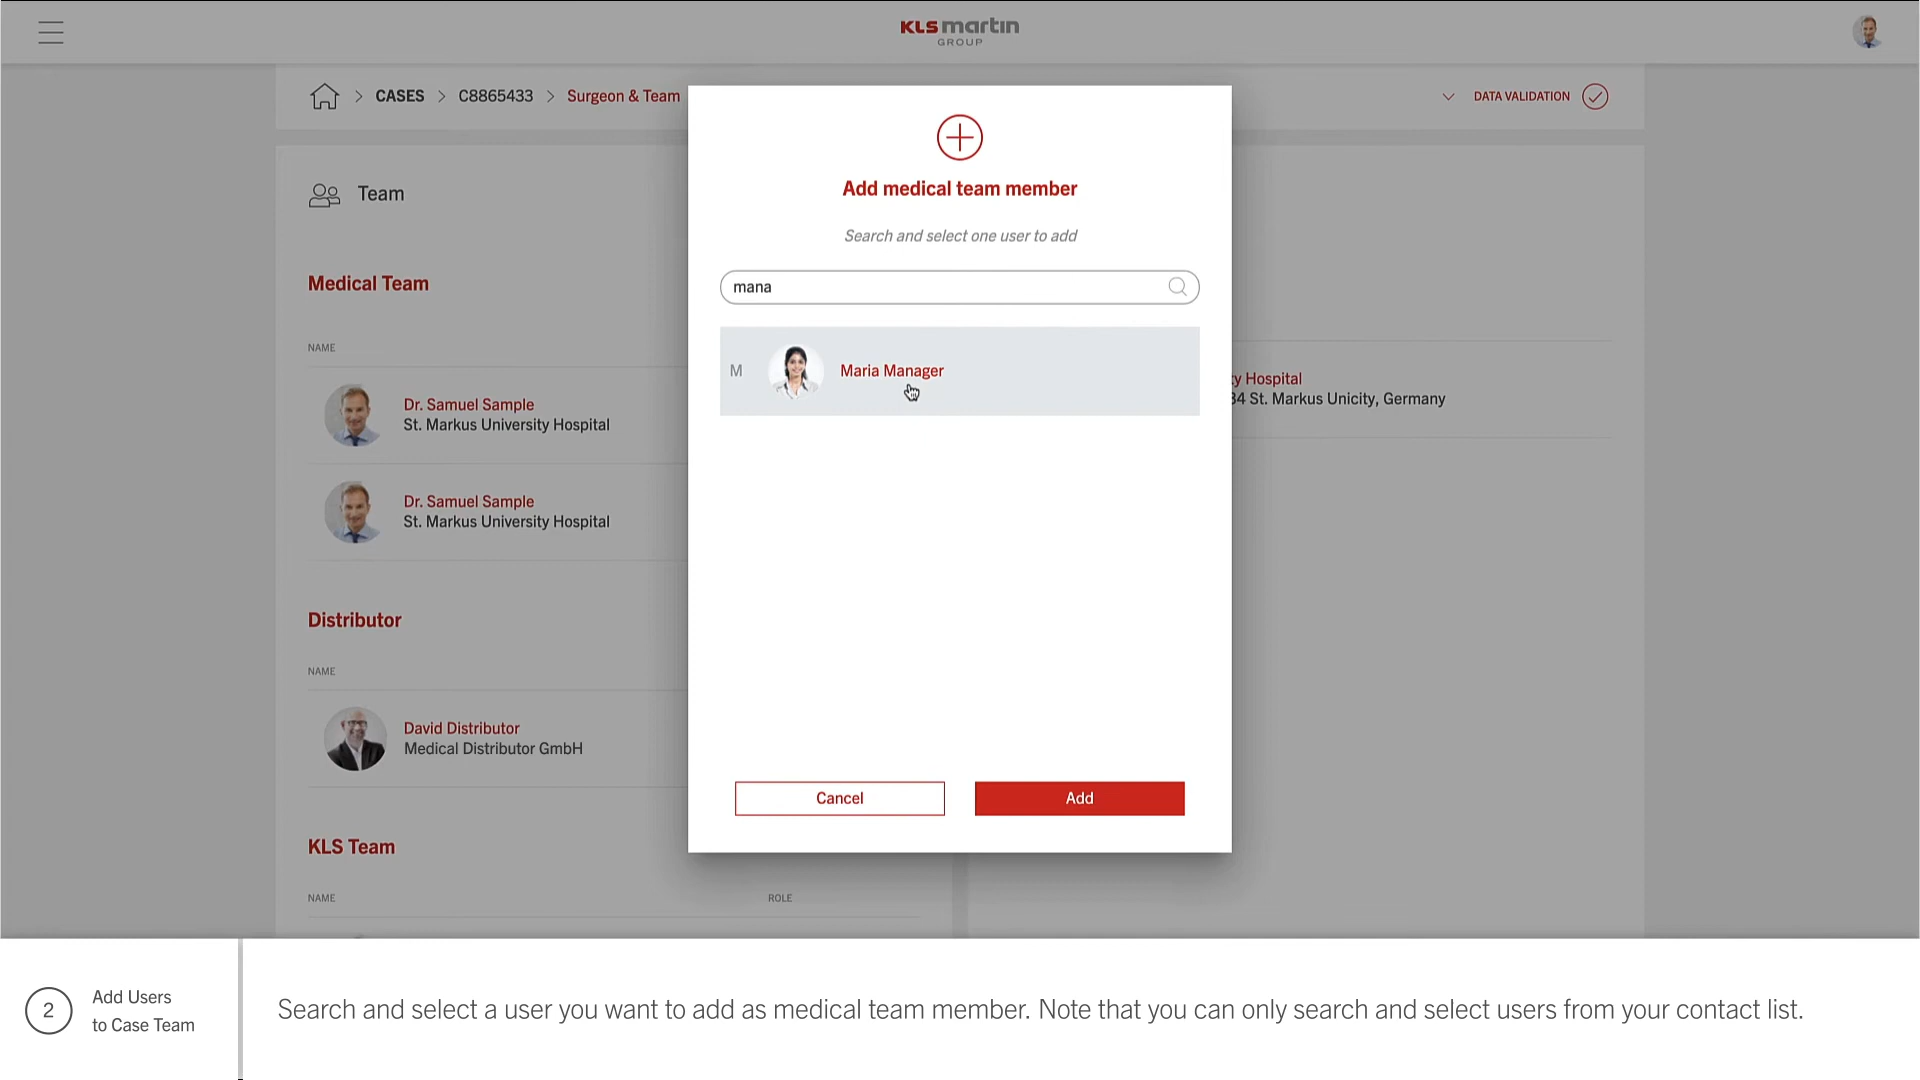 KLS martin
GROUP
CASES
C8865433
Surgeon & Team
DATA VALIDATION
Team
Medical Team
NAME
Dr. Samuel Sample
St. Markus University Hospital
Dr. Samuel Sample
St. Markus University Hospital
Distributor
NAME
David Distributor
Medical Distributor GmbH
KLS Team
NAME
ROLE
Add medical team member
Search and select one user to add
mana
M
Maria Manager
Cancel
Add
y Hospital
34 St. Markus Unicity, Germany
2
Add Users
to Case Team
Search and select a user you want to add as medical team member. Note that you can only search and select users from your contact list.